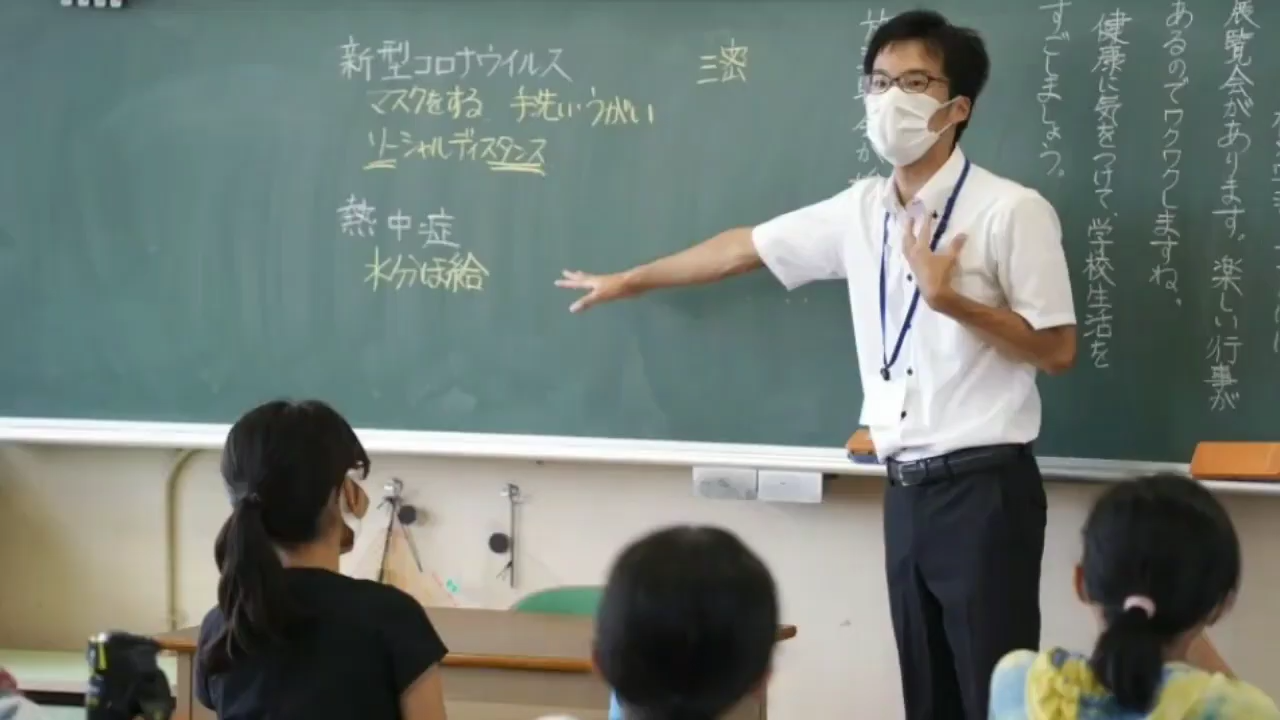 新型コロナウイルス
三密
マスクをする 手洗いうがい
ソーシャルディスタンス
熱中症
水分ほ給
展覧会があります。楽しい行事が
あるのでワクワクしますね。
健康に気をつけて、学校生活を
すごしましょう。